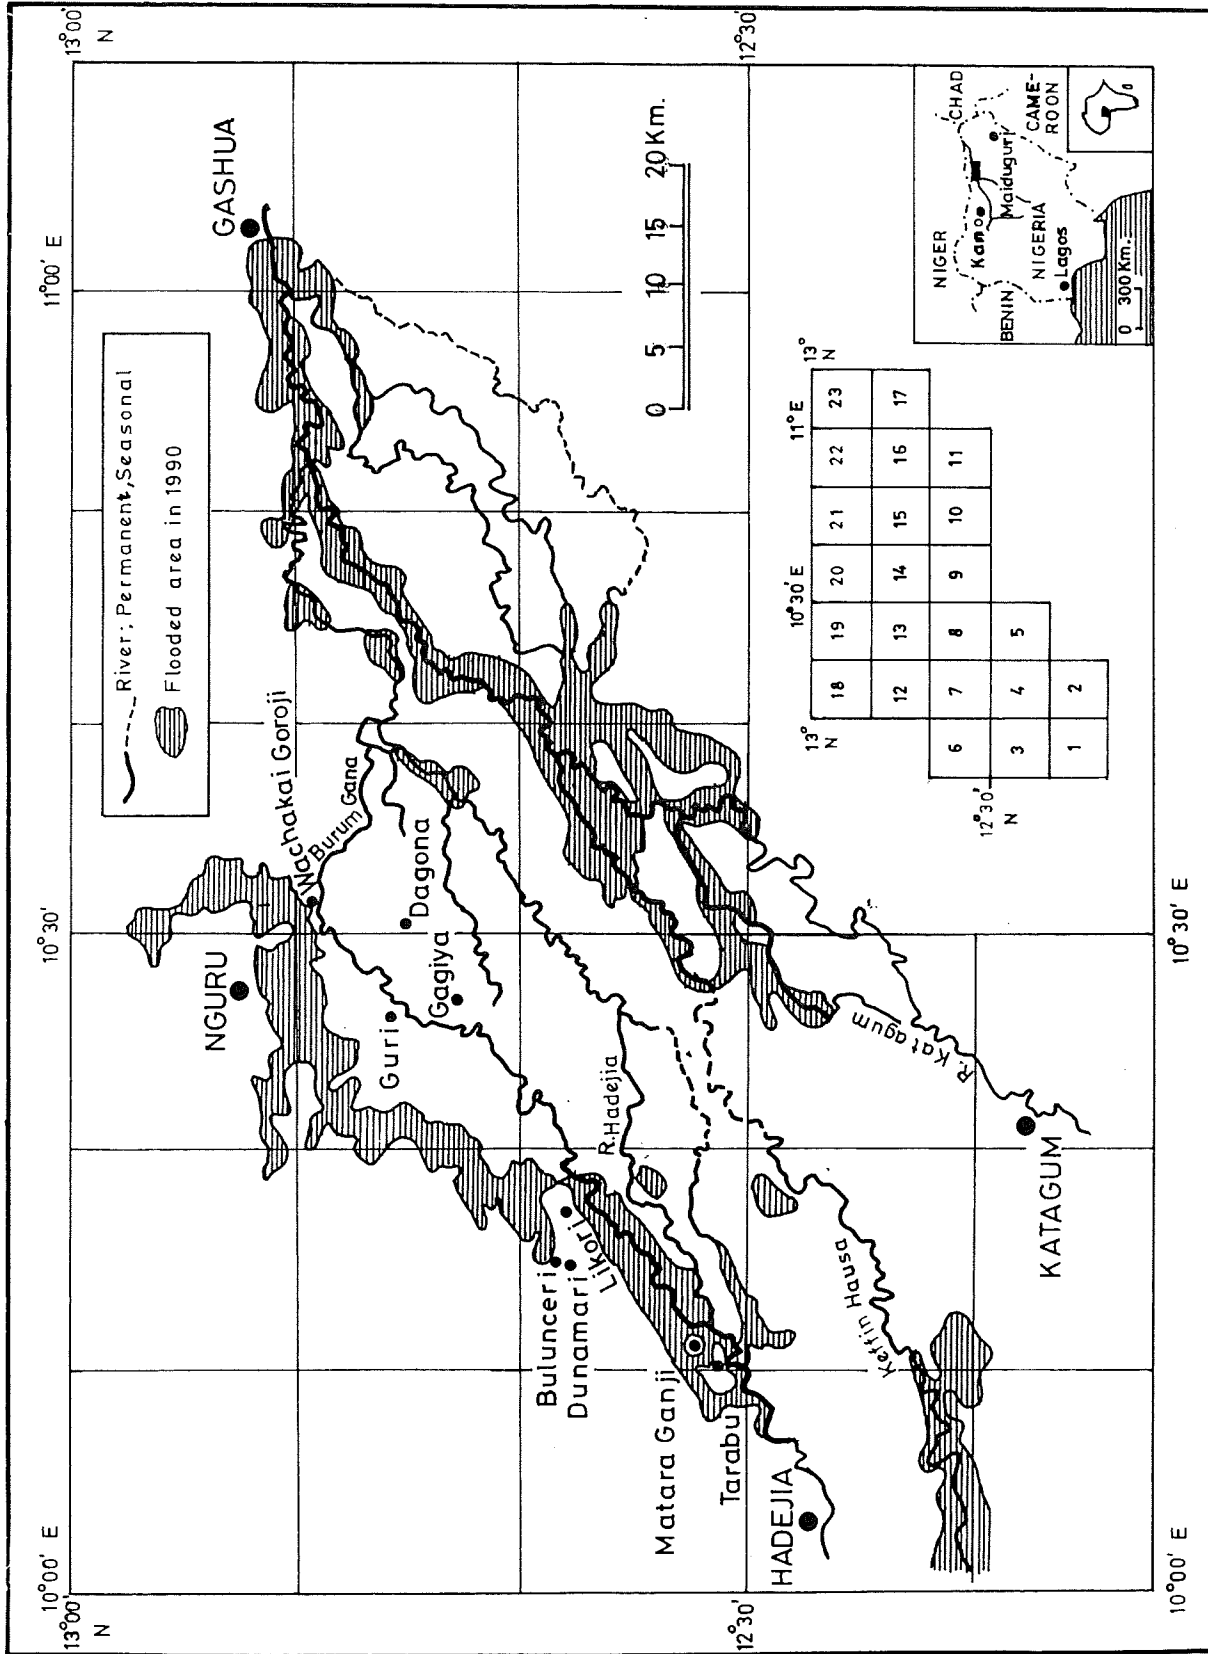 10°00' E
10°30'
11°00' E
13°00'
N
13°00'
N
River; Permanent, Seasonal
Flooded area in 1990
NGURU
GASHUA
Wachakai Goroji
Burum Gana
Guri
Dagona
Gagiya
Bulunceri
Dunamari
Likori
R. Hadejia
Matara Ganji
Tarabu
HADEJIA
Keffin Hausa
R. Katagum
KATAGUM
0 5 10 15 20 Km.
12°30'
12°30'
10°00' E
10°30' E
10°30' E
11° E
13°
N
13°
N
18 19 20 21 22 23
12 13 14 15 16 17
6 7 8 9 10 11
12°30'
N
3 4 5
1 2
NIGER
CHAD
Kano
Maiduguri
BENIN
NIGERIA
CAME-
ROON
Lagos
0 300 Km.